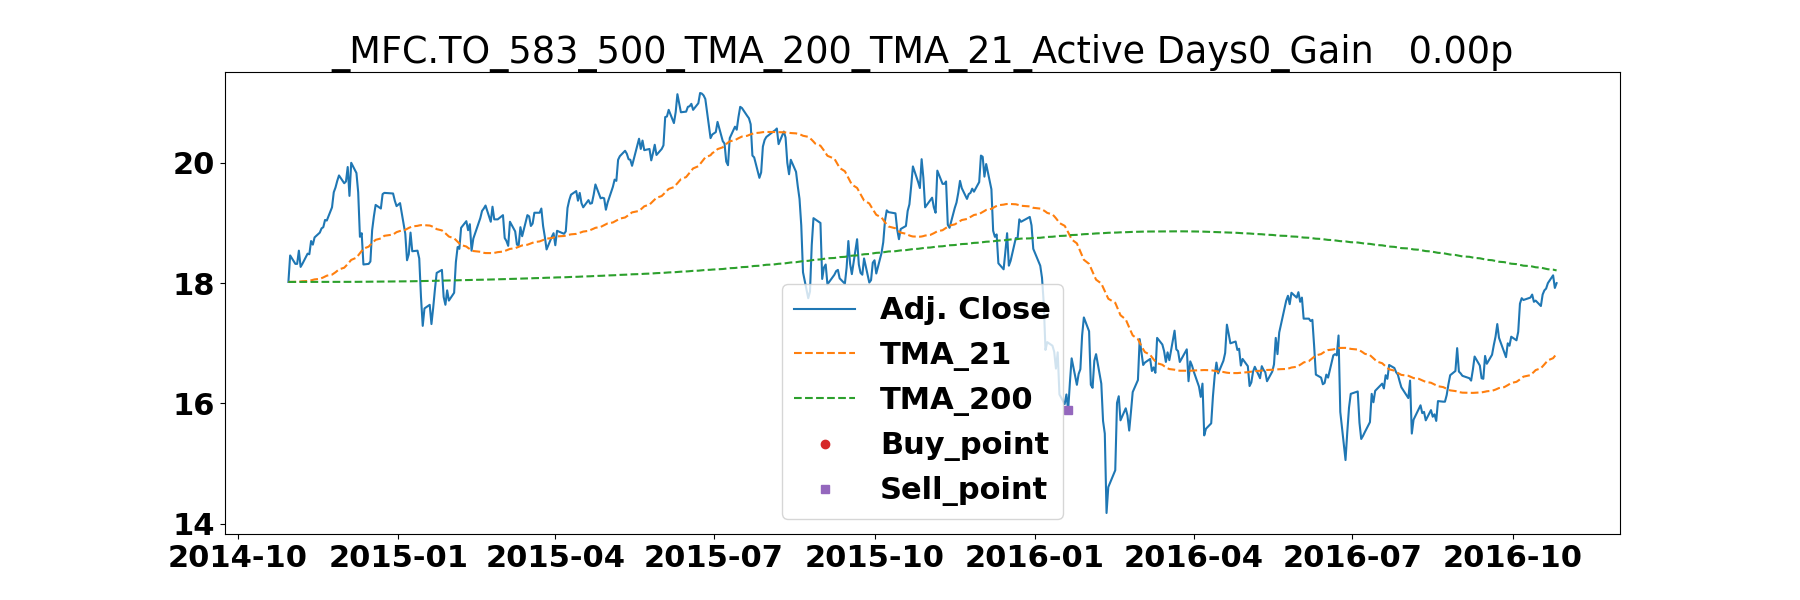 _MFC.TO_583_500_TMA_200_TMA_21_Active Days0_Gain   0.00p
20
18
16
14
Adj. Close
TMA_21
TMA_200
Buy_point
Sell_point
2014-10 2015-01 2015-04 2015-07 2015-10 2016-01 2016-04 2016-07 2016-10